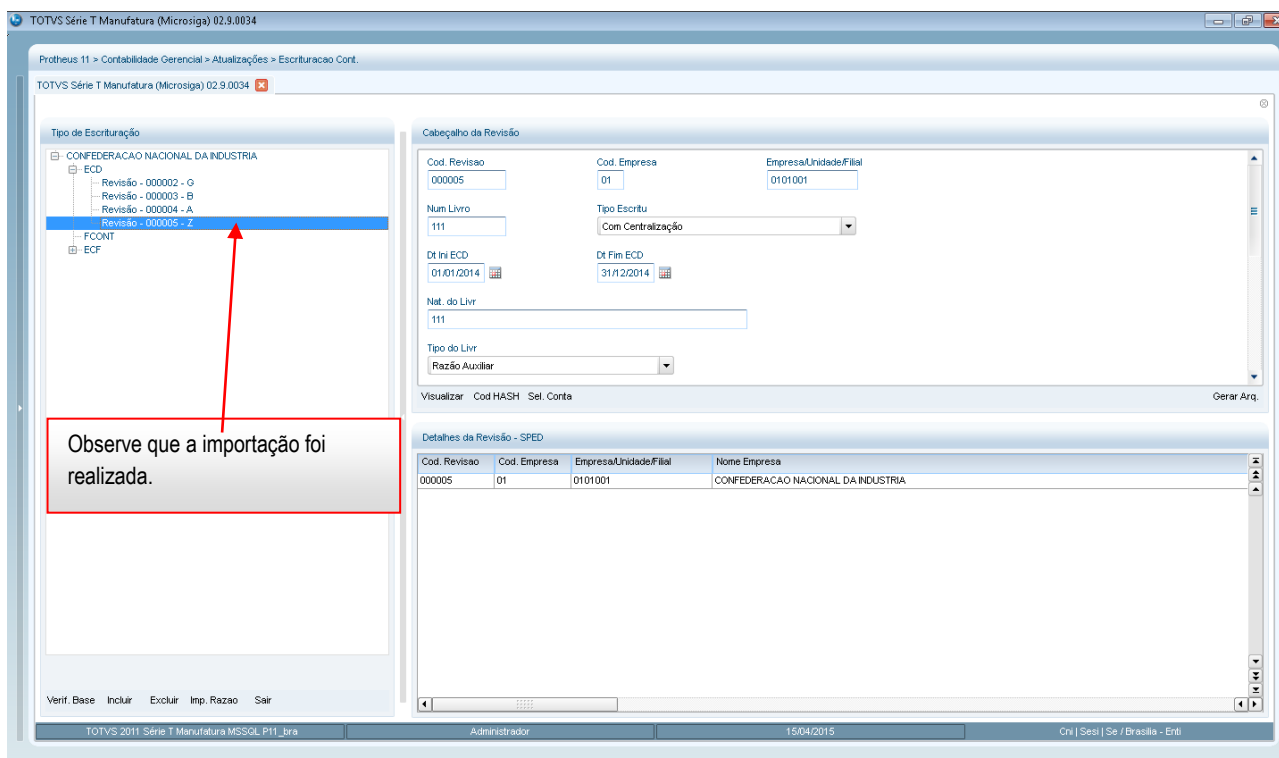 TOTVS Série T Manufatura (Microsiga) 02.9.0034
Protheus 11 > Contabilidade Gerencial > Atualizações > Escrituracao Cont.
TOTVS Série T Manufatura (Microsiga) 02.9.0034
Tipo de Escrituração
CONFEDERACAO NACIONAL DA INDUSTRIA
ECD
Revisão - 000002 - G
Revisão - 000003 - B
Revisão - 000004 - A
Revisão - 000005 - Z
FCONT
ECF
Observe que a importação foi
realizada.
Verif. Base Incluir Excluir Imp. Razao Sair
Cabeçalho da Revisão
Cod. Revisao Cod. Empresa Empresa/Unidade/Filial
000005 01 0101001
Num Livro Tipo Escritu
111 Com Centralização
Dt Ini ECD Dt Fim ECD
01/01/2014 31/12/2014
Nat. do Livr
111
Tipo do Livr
Razão Auxiliar
Visualizar Cod HASH Sel. Conta Gerar Arq.
Detalhes da Revisão - SPED
Cod. Revisao Cod. Empresa Empresa/Unidade/Filial Nome Empresa
000005 01 0101001 CONFEDERACAO NACIONAL DA INDUSTRIA
TOTVS 2011 Série T Manufatura MSSQL P11_bra Administrador 15/04/2015 Cni | Sesi | Se / Brasilia - Enti